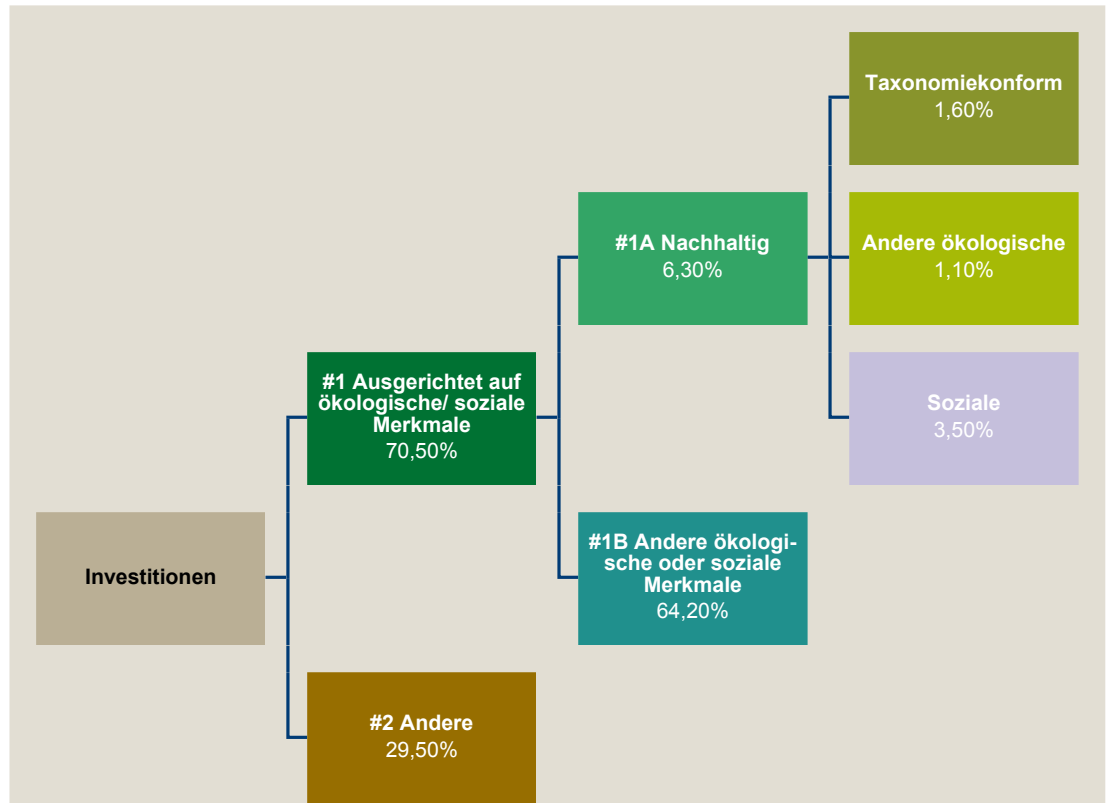 Taxonomiekonform
1,60%
#1A Nachhaltig
6,30%
Andere ökologische
1,10%
#1 Ausgerichtet auf
ökologische/ soziale
Merkmale
70,50%
Soziale
3,50%
Investitionen
#1B Andere ökologi-
sche oder soziale
Merkmale
64,20%
#2 Andere
29,50%